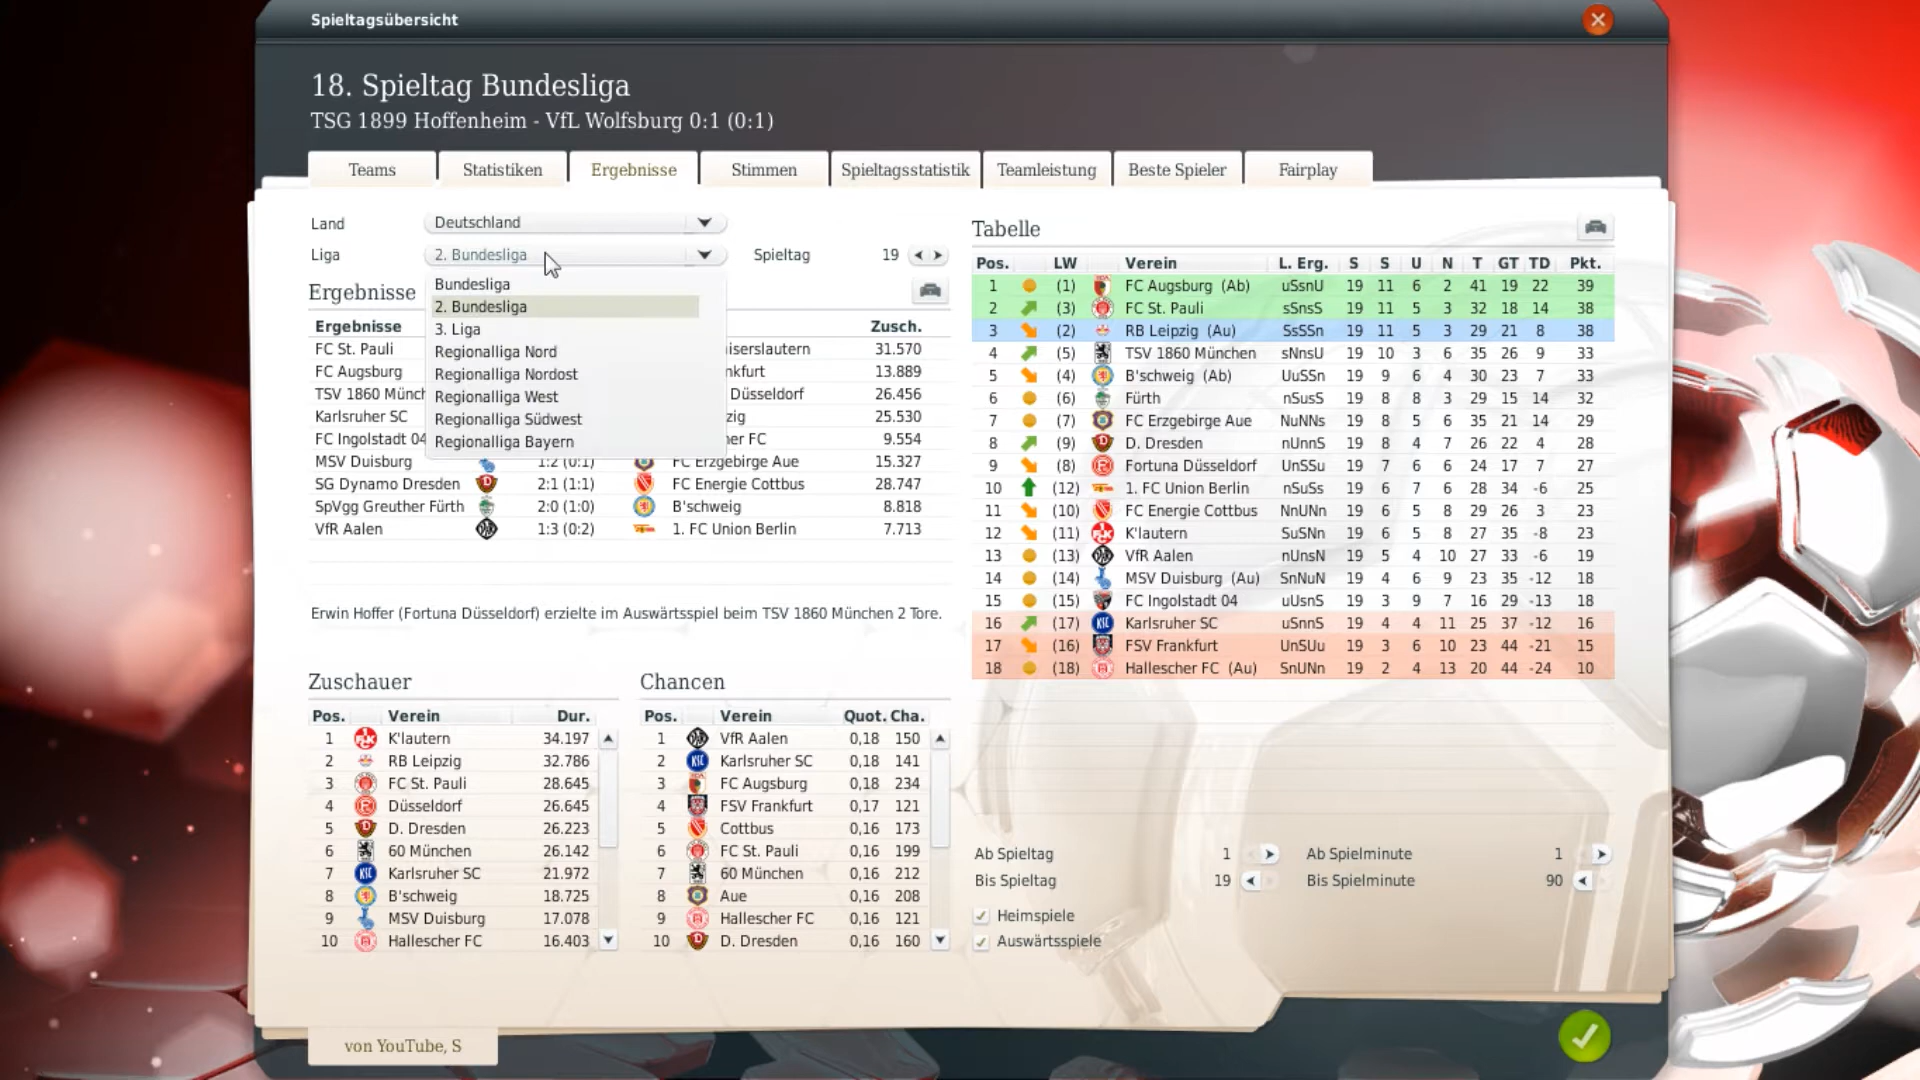 Spieltagsübersicht
18. Spieltag Bundesliga
TSG 1899 Hoffenheim - VfL Wolfsburg 0:1 (0:1)
Teams Statistiken Ergebnisse Stimmen Spieltagsstatistik Teamleistung Beste Spieler Fairplay
Land Deutschland
Liga 2. Bundesliga Spieltag 19
Bundesliga
2. Bundesliga
3. Liga
Regionalliga Nord
Regionalliga Nordost
Regionalliga West
Regionalliga Südwest
Regionalliga Bayern
Ergebnisse
Ergebnisse Zusch.
FC St. Pauli iserslautern 31.570
FC Augsburg nkfurt 13.889
TSV 1860 Münch Düsseldorf 26.456
Karlsruher SC zig 25.530
FC Ingolstadt 04 er FC 9.554
MSV Duisburg 1:2 (0:1) FC Erzgebirge Aue 15.327
SG Dynamo Dresden 2:1 (1:1) FC Energie Cottbus 28.747
SpVgg Greuther Fürth 2:0 (1:0) B'schweig 8.818
VfR Aalen 1:3 (0:2) 1. FC Union Berlin 7.713
Erwin Hoffer (Fortuna Düsseldorf) erzielte im Auswärtsspiel beim TSV 1860 München 2 Tore.
Zuschauer
Pos. Verein Dur.
1 K'lautern 34.197
2 RB Leipzig 32.786
3 FC St. Pauli 28.645
4 Düsseldorf 26.645
5 D. Dresden 26.223
6 60 München 26.142
7 Karlsruher SC 21.972
8 B'schweig 18.725
9 MSV Duisburg 17.078
10 Hallescher FC 16.403
Chancen
Pos. Verein Quot. Cha.
1 VfR Aalen 0,18 150
2 Karlsruher SC 0,18 141
3 FC Augsburg 0,18 234
4 FSV Frankfurt 0,17 121
5 Cottbus 0,16 173
6 FC St. Pauli 0,16 199
7 60 München 0,16 212
8 Aue 0,16 208
9 Hallescher FC 0,16 121
10 D. Dresden 0,16 160
Tabelle
Pos. LW Verein L. Erg. S S U N T GT TD Pkt.
1 (1) FC Augsburg (Ab) uSsnU 19 11 6 2 41 19 22 39
2 (3) FC St. Pauli sSnsS 19 11 5 3 32 18 14 38
3 (2) RB Leipzig (Au) SsSSn 19 11 5 3 29 21 8 38
4 (5) TSV 1860 München sNnsU 19 10 3 6 35 26 9 33
5 (4) B'schweig (Ab) UuSSn 19 9 6 4 30 23 7 33
6 (6) Fürth nSusS 19 8 8 3 29 15 14 32
7 (7) FC Erzgebirge Aue NuNNs 19 8 5 6 35 21 14 29
8 (9) D. Dresden nUnnS 19 8 4 7 26 22 4 28
9 (8) Fortuna Düsseldorf UnSSu 19 7 6 6 24 17 7 27
10 (12) 1. FC Union Berlin nSuSs 19 6 7 6 28 34 -6 25
11 (10) FC Energie Cottbus NnUNn 19 6 5 8 29 26 3 23
12 (11) K'lautern SuSNn 19 6 5 8 27 35 -8 23
13 (13) VfR Aalen nUnsN 19 5 4 10 27 33 -6 19
14 (14) MSV Duisburg (Au) SnNuN 19 4 6 9 23 35 -12 18
15 (15) FC Ingolstadt 04 uUsnS 19 3 9 7 16 29 -13 18
16 (17) Karlsruher SC uSnnS 19 4 4 11 25 37 -12 16
17 (16) FSV Frankfurt UnSUu 19 3 6 10 23 44 -21 15
18 (18) Hallescher FC (Au) SnUNn 19 2 4 13 20 44 -24 10
Ab Spieltag 1 Ab Spielminute 1
Bis Spieltag 19 Bis Spielminute 90
Heimspiele
Auswärtsspiele
von YouTube, S